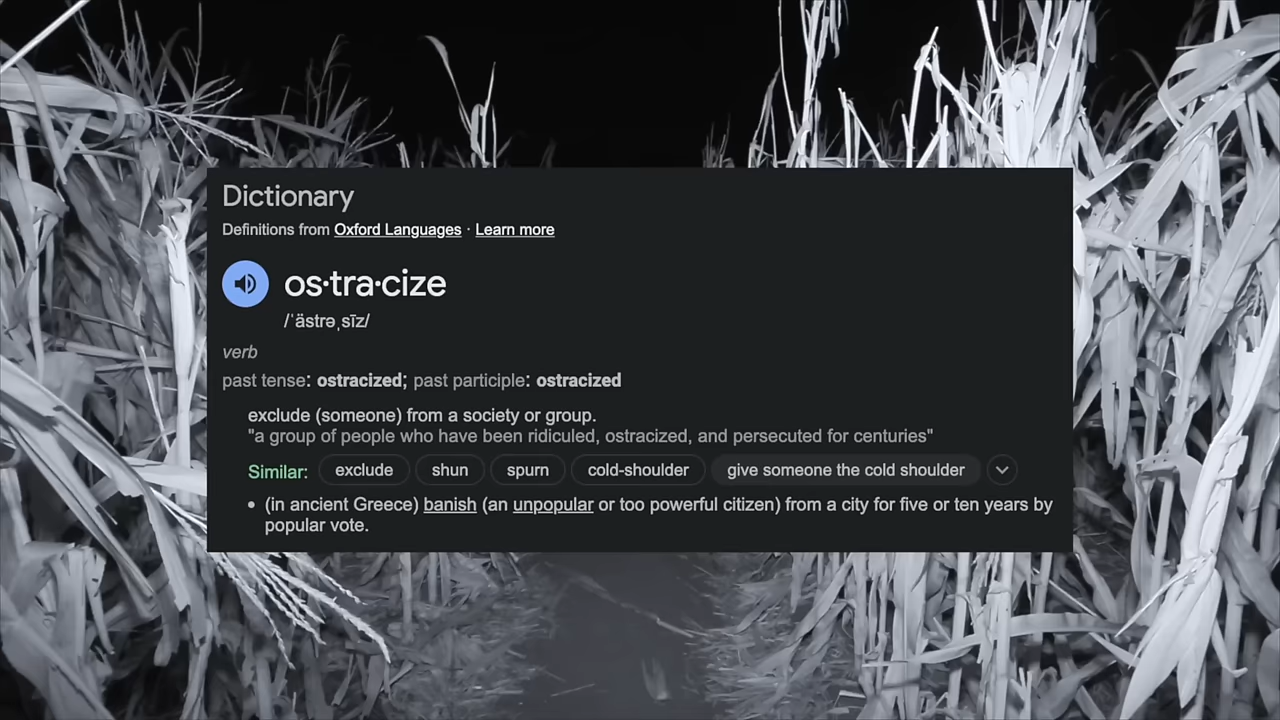 Dictionary
Definitions from Oxford Languages · Learn more
os·tra·cize
/ˈästrəˌsīz/
verb
past tense: ostracized; past participle: ostracized
exclude (someone) from a society or group.
"a group of people who have been ridiculed, ostracized, and persecuted for centuries"
Similar: exclude shun spurn cold-shoulder give someone the cold shoulder
• (in ancient Greece) banish (an unpopular or too powerful citizen) from a city for five or ten years by
popular vote.